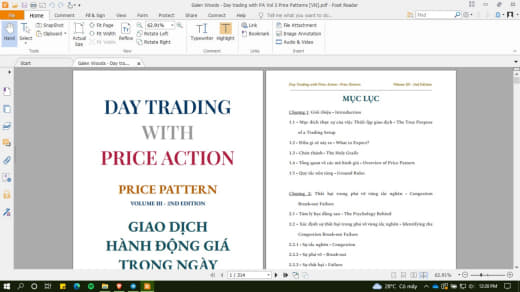 Galen Woods - Day trading with PA Vol 3 Price Patterns [VN].pdf - Foxit Reader
File
Home
Comment
Fill & Sign
View
Form
Protect
Share
Connect
Help
Tell me what you want to do...
Find
Hand
Select
SnapShot
Clipboard
Actual Size
Fit Page
Fit Width
Fit Visible
Reflow
62.91%
Rotate Left
Rotate Right
Typewriter
Highlight
Link
Bookmark
File Attachment
Image Annotation
Audio & Video
Start
Galen Woods - Day tra...
DAY TRADING
WITH
PRICE ACTION
PRICE PATTERN
VOLUME III - 2ND EDITION
GIAO DỊCH
HÀNH ĐỘNG GIÁ
TRONG NGÀY
Day Trading with Price Action - Price Pattern
Volume III - 2nd Edition
MỤC LỤC
Chương 1: Giới thiệu - Introduction
1.1 - Mục đích thực sự của việc Thiết lập giao dịch - The True Purpose
of a Trading Setup
1.2 - Điều gì sẽ xảy ra - What to Expect?
1.3 - Chén thánh - The Holy Grails
1.4 - Tổng quan về các mô hình giá - Overview of Price Pattern
1.5 - Quy tắc nền tảng - Ground Rules
Chương 2: Thất bại trong phá vỡ vùng tắc nghẽn - Congestion
Break-out Failure
2.1 - Tâm lý học đằng sau - The Psychology Behind
2.2 - Xác định sự thất bại trong phá vỡ vùng tắc nghẽn - Identifying the
Congestion Break-out Failure
2.2.1 - Sự tắc nghẽn - Congestion
2.2.2 - Sự phá vỡ - Break-out
2.2.3 - Sự thất bại - Failure
1 / 314
62.91%
28°C Có mây
12:26 PM